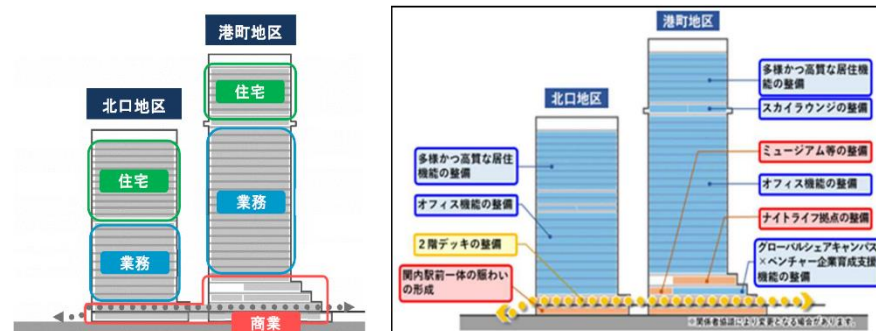 港町地区
住宅
北口地区
住宅
業務
業務
商業
港町地区
北口地区
多様かつ高質な居住機
能の整備
スカイラウンジの整備
ミュージアム等の整備
オフィス機能の整備
ナイトライフ拠点の整備
グローバルシェアキャンパス
×ベンチャー企業育成支援
機能の整備
多様かつ高質な居住
機能の整備
オフィス機能の整備
2階デッキの整備
関内駅前一体の賑わい
の形成
※関係者協議により変更となる場合があります。